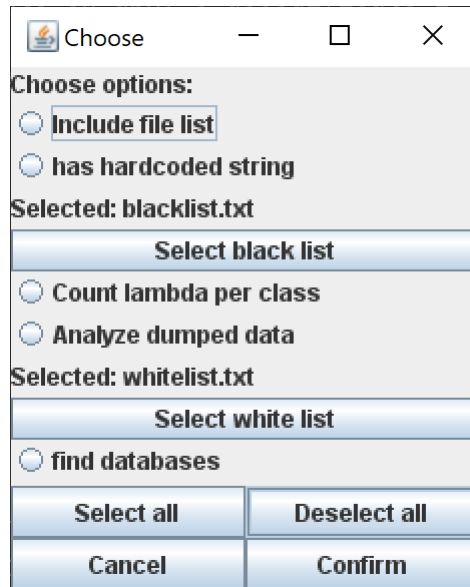 Choose
Choose options:
Include file list
has hardcoded string
Selected: blacklist.txt
Select black list
Count lambda per class
Analyze dumped data
Selected: whitelist.txt
Select white list
find databases
Select all Deselect all
Cancel Confirm